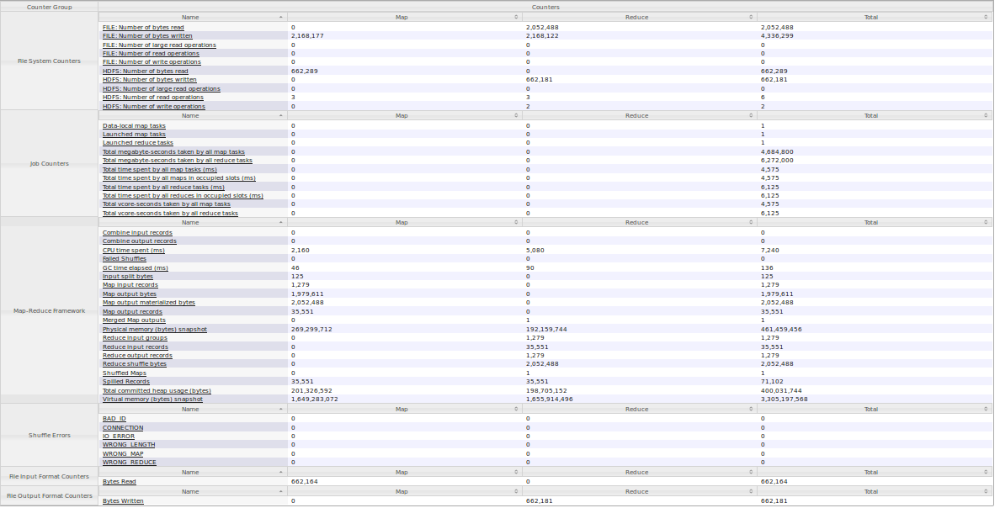 Counter Group Counters
File System Counters
Name Map Reduce Total
FILE: Number of bytes read 0 2,052,488 2,052,488
FILE: Number of bytes written 2,168,177 2,168,122 4,336,299
FILE: Number of large read operations 0 0 0
FILE: Number of read operations 0 0 0
FILE: Number of write operations 0 0 0
HDFS: Number of bytes read 662,289 0 662,289
HDFS: Number of bytes written 0 662,181 662,181
HDFS: Number of large read operations 0 0 0
HDFS: Number of read operations 3 3 6
HDFS: Number of write operations 0 2 2
Job Counters
Name Map Reduce Total
Data-local map tasks 0 0 1
Launched map tasks 0 0 1
Launched reduce tasks 0 0 1
Total megabyte-seconds taken by all map tasks 0 0 4,684,800
Total megabyte-seconds taken by all reduce tasks 0 0 6,272,000
Total time spent by all map tasks (ms) 0 0 4,575
Total time spent by all maps in occupied slots (ms) 0 0 4,575
Total time spent by all reduce tasks (ms) 0 0 6,125
Total time spent by all reduces in occupied slots (ms) 0 0 6,125
Total vcore-seconds taken by all map tasks 0 0 4,575
Total vcore-seconds taken by all reduce tasks 0 0 6,125
Map-Reduce Framework
Name Map Reduce Total
Combine input records 0 0 0
Combine output records 0 0 0
CPU time spent (ms) 2,160 5,080 7,240
Failed Shuffles 0 0 0
GC time elapsed (ms) 46 90 136
Input split bytes 125 0 125
Map input records 1,279 0 1,279
Map output bytes 1,979,611 0 1,979,611
Map output materialized bytes 2,052,488 0 2,052,488
Map output records 35,551 0 35,551
Merged Map outputs 0 1 1
Physical memory (bytes) snapshot 269,299,712 192,159,744 461,459,456
Reduce input groups 0 1,279 1,279
Reduce input records 0 35,551 35,551
Reduce output records 0 1,279 1,279
Reduce shuffle bytes 0 2,052,488 2,052,488
Shuffled Maps 0 1 1
Spilled Records 35,551 35,551 71,102
Total committed heap usage (bytes) 201,326,592 198,705,152 400,031,744
Virtual memory (bytes) snapshot 1,649,283,072 1,655,914,496 3,305,197,568
Shuffle Errors
Name Map Reduce Total
BAD_ID 0 0 0
CONNECTION 0 0 0
IO_ERROR 0 0 0
WRONG_LENGTH 0 0 0
WRONG_MAP 0 0 0
WRONG_REDUCE 0 0 0
File Input Format Counters
Name Map Reduce Total
Bytes Read 662,164 0 662,164
File Output Format Counters
Name Map Reduce Total
Bytes Written 0 662,181 662,181